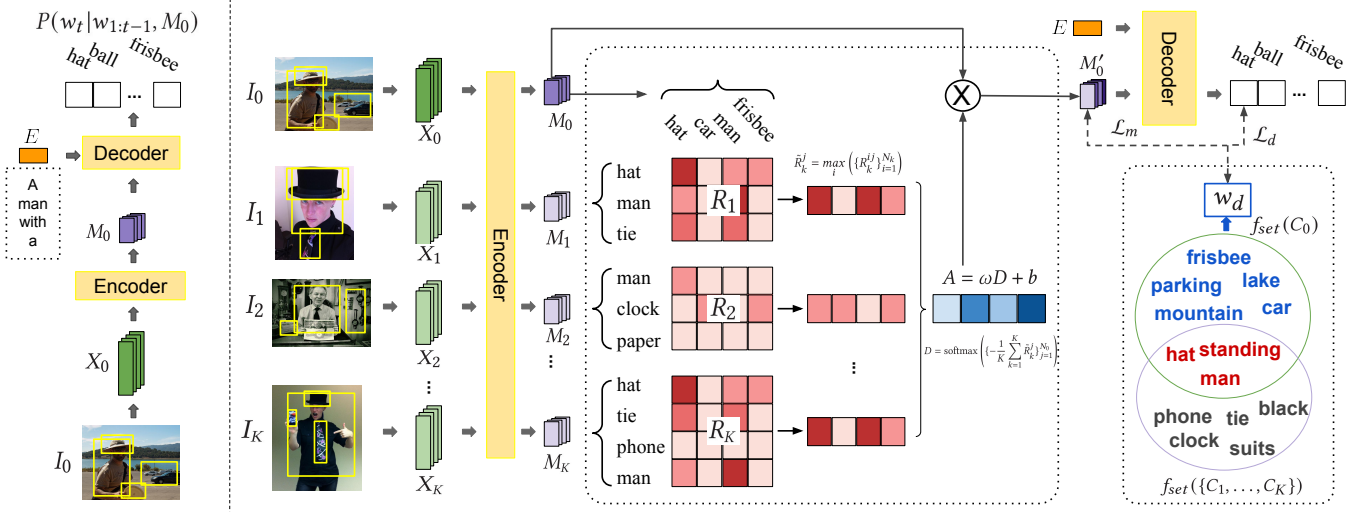 P(w_t|w_{1:t−1}, M_0)
hat ball frisbee
...
E
Decoder
A
man
with
a
M_0
Encoder
X_0
I_0
I_0
X_0
M_0
I_1
X_1
M_1
I_2
X_2
M_2
⋮
⋮
I_K
X_K
M_K
Encoder
hat car man frisbee
hat
man
tie
R_1
R̃_k^j = max_i ({R_k^{ij}}_{i=1}^{N_k})
man
clock
paper
R_2
⋮
hat
tie
phone
man
R_K
X
A = ωD + b
D = softmax({−1/K ∑_{k=1}^{K} R̃_k^j}_{j=1}^{N_0})
E
M_0′
Decoder
hat ball frisbee
...
ℒ_m
ℒ_d
w_d
f_set(C_0)
frisbee
parking lake
mountain car
hat standing
man
phone tie black
clock suits
f_set({C_1, . . . , C_K})